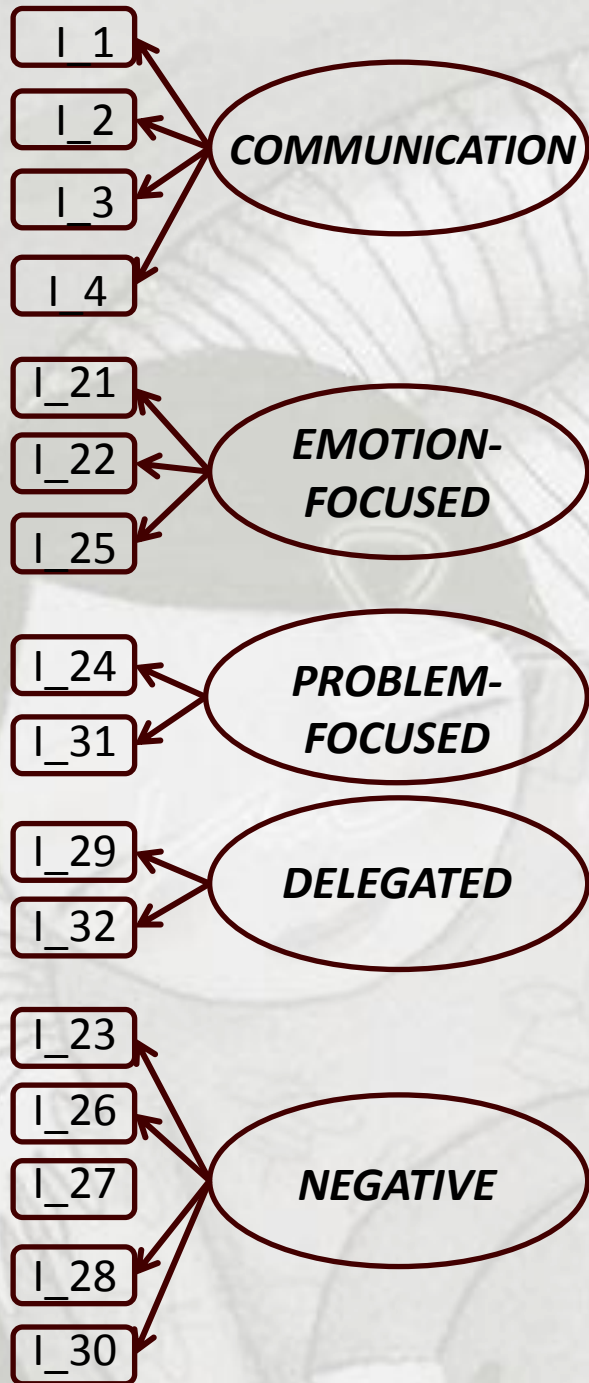 I_1
I_2
I_3
I_4
COMMUNICATION
I_21
I_22
I_25
EMOTION-
FOCUSED
I_24
I_31
PROBLEM-
FOCUSED
I_29
I_32
DELEGATED
I_23
I_26
I_27
I_28
I_30
NEGATIVE